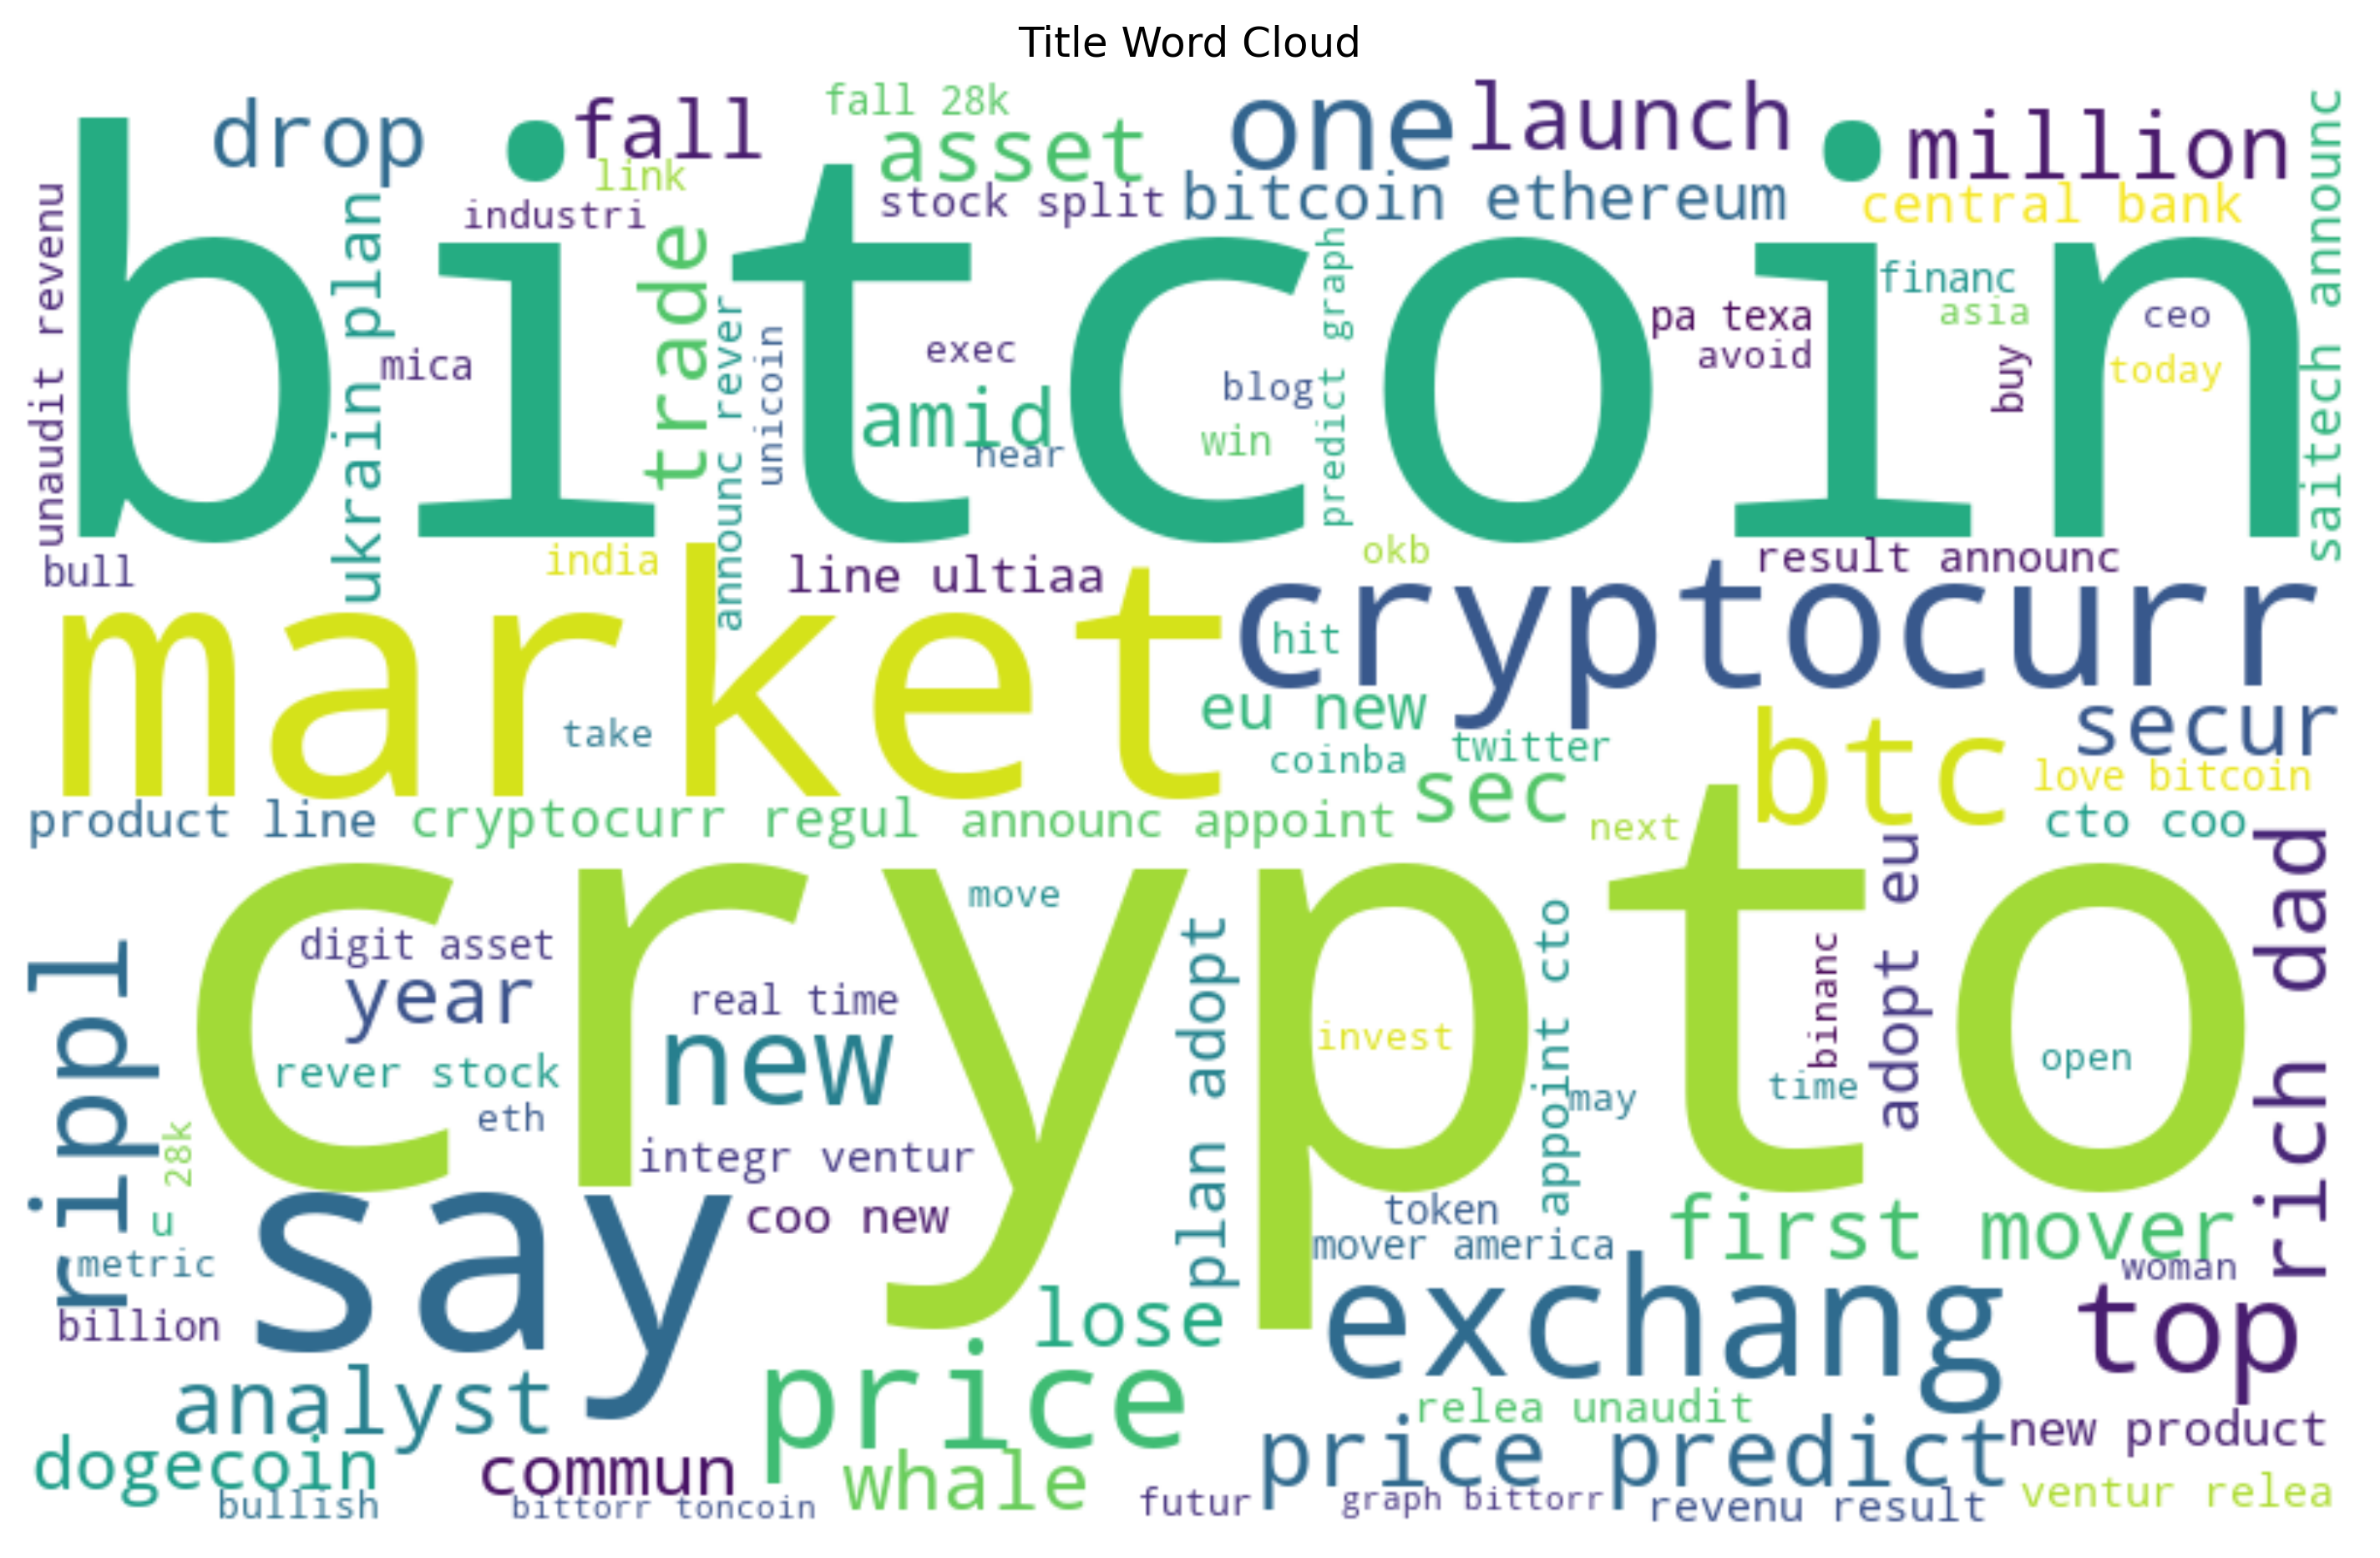 Title Word Cloud
fall 28k
drop
fall
asset
one
launch
million
link
industri
stock split
bitcoin ethereum
central bank
saitech announc
unaudit revenu
ukrain plan
bitcoin
trade
announc rever
unicoin
mica
exec
amid
near
blog
win
predict graph
pa texa
avoid
financ
asia
ceo
buy
today
bull
india
line ultiaa
okb
result announc
market
cryptocurr
hit
take
eu new
coinba
twitter
sec
btc
secur
love bitcoin
product line
cryptocurr regul
announc appoint
next
cto coo
crypto
move
digit asset
year
real time
new
rever stock
eth
integr ventur
plan adopt
invest
appoint cto
may
binanc
time
adopt eu
open
rich dad
rippl
28k
u
metric
billion
say
coo new
token
mover america
first mover
woman
lose
exchang
top
analyst
price
relea unaudit
dogecoin
bullish
commun
bittorr toncoin
whale
futur
price predict
graph bittorr
revenu result
new product
ventur relea